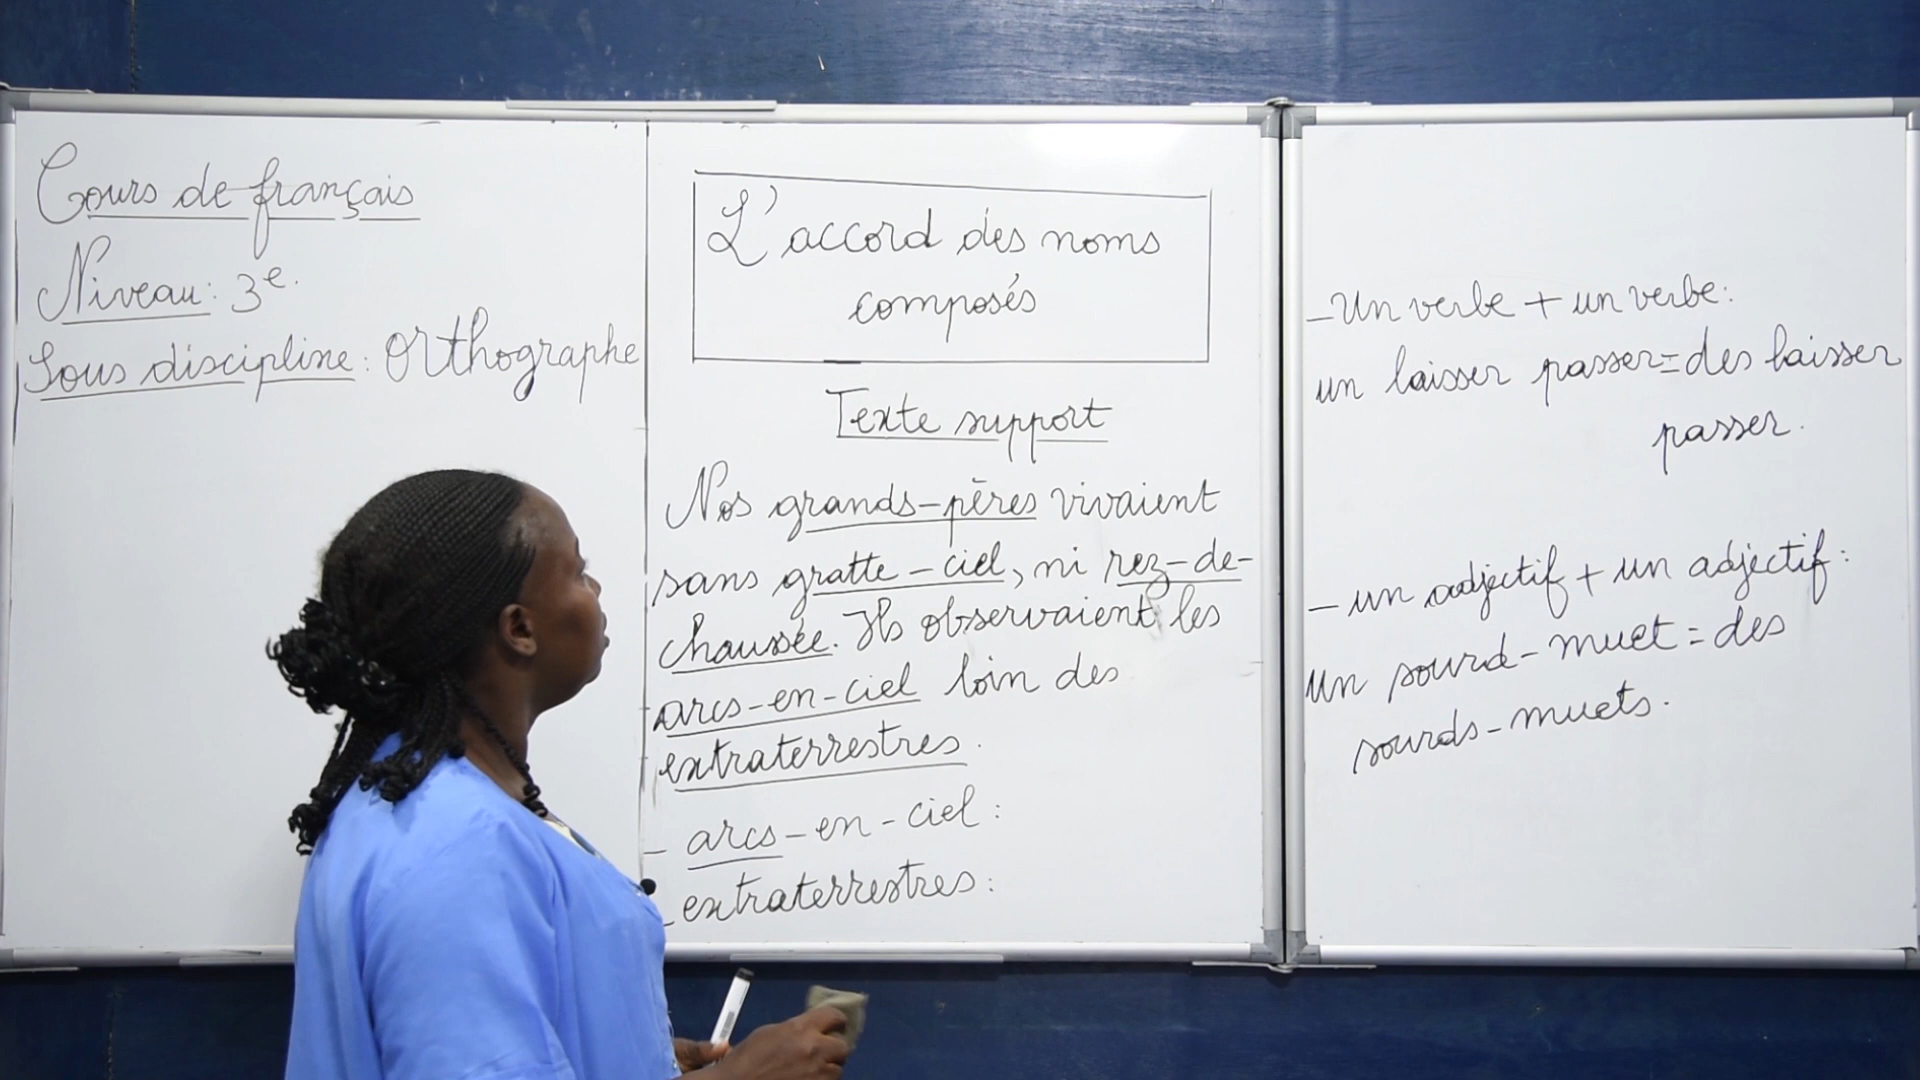 Cours de français
Niveau : 3e.
Sous discipline : Orthographe
L'accord des noms
composés
Texte support
Nos grands-pères vivaient
sans gratte-ciel, ni rez-de-
chaussée. Ils observaient les
arcs-en-ciel loin des
extraterrestres.
- arcs-en-ciel :
- extraterrestres :
- Un verbe + un verbe :
un laisser passer = des laisser
passer.
- un adjectif + un adjectif :
un sourd-muet = des
sourds-muets.